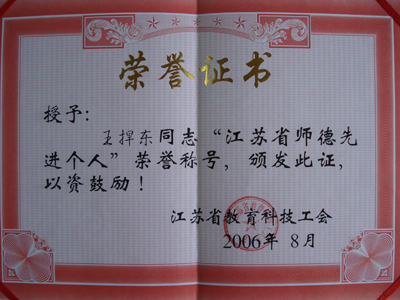 荣誉证书
授予：
王捍东同志“江苏省师德先
进个人”荣誉称号，颁发此证，
以资鼓励！
江苏省教育科技工会
2006年 8月